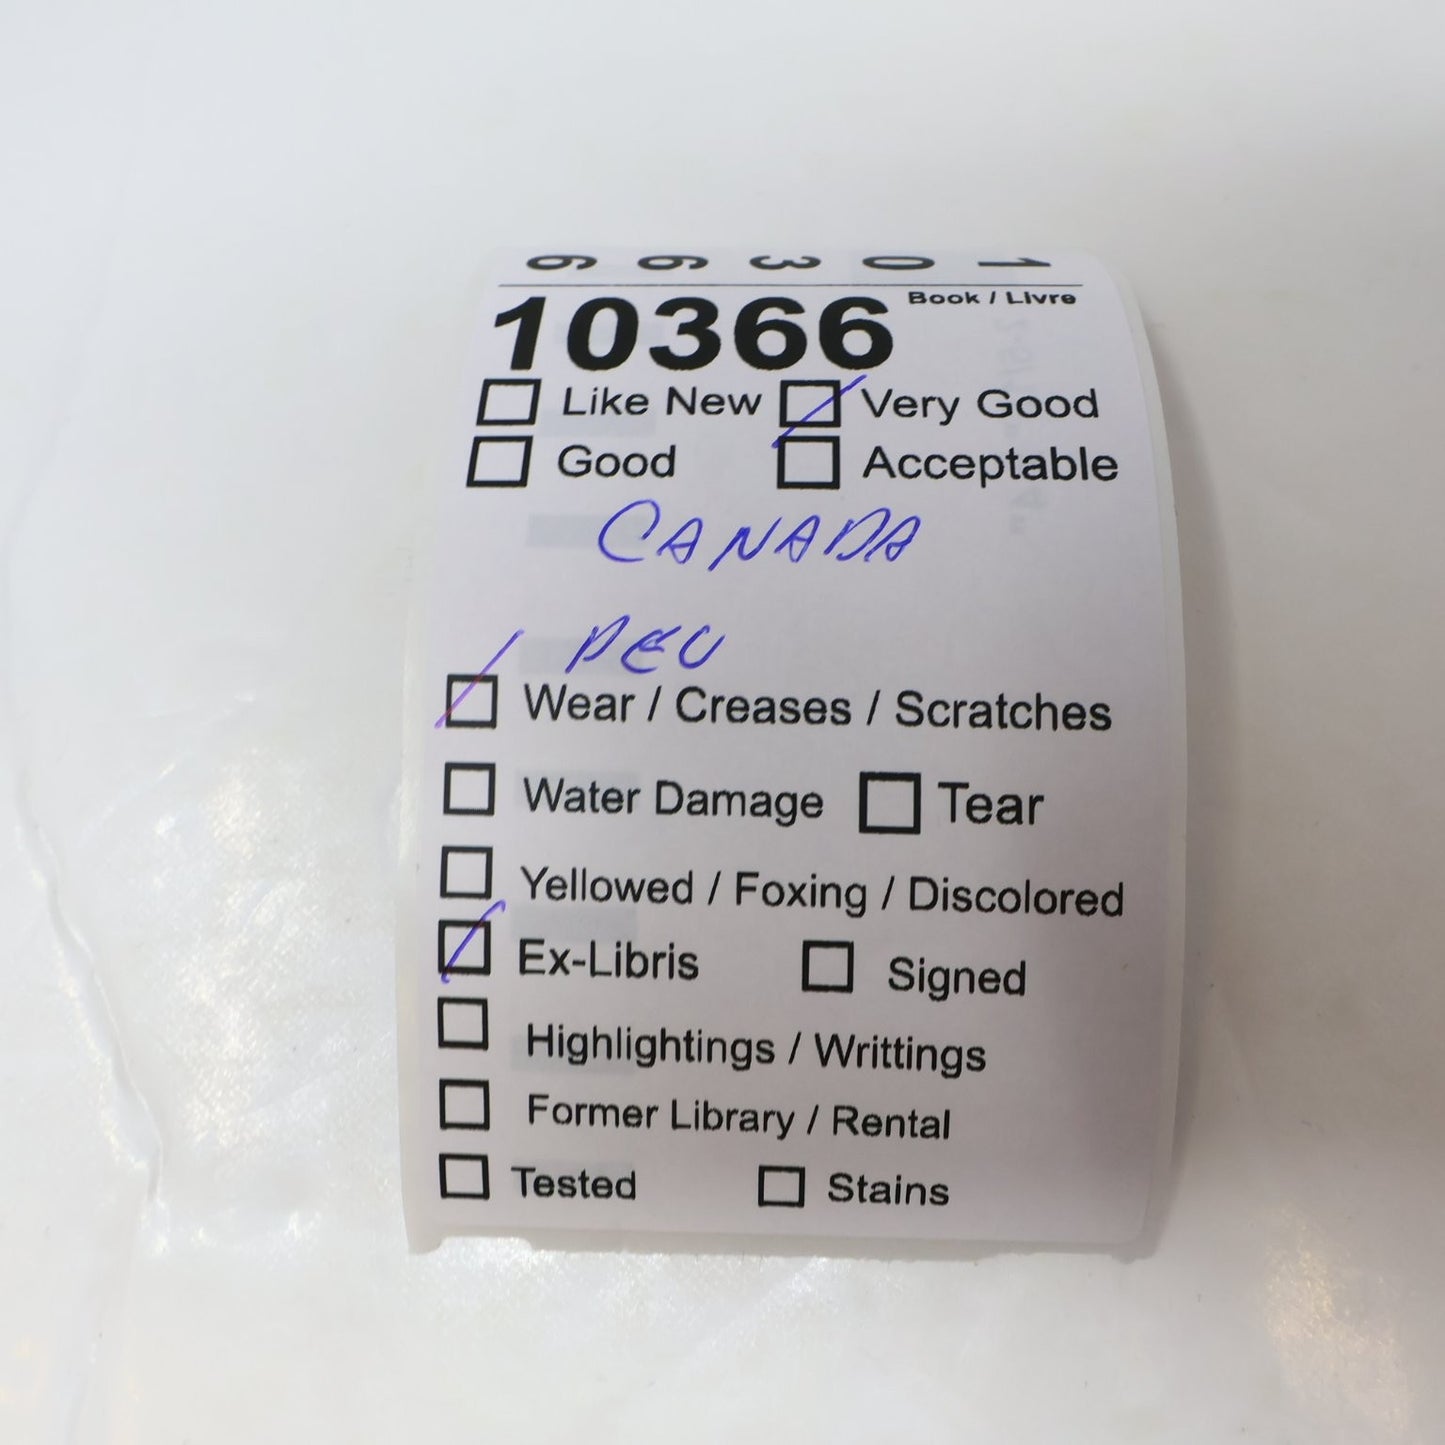 10366
10366 Book / Livre
Like New Very Good
Good Acceptable
CANADA
PEU
Wear / Creases / Scratches
Water Damage Tear
Yellowed / Foxing / Discolored
Ex-Libris Signed
Highlightings / Writtings
Former Library / Rental
Tested Stains